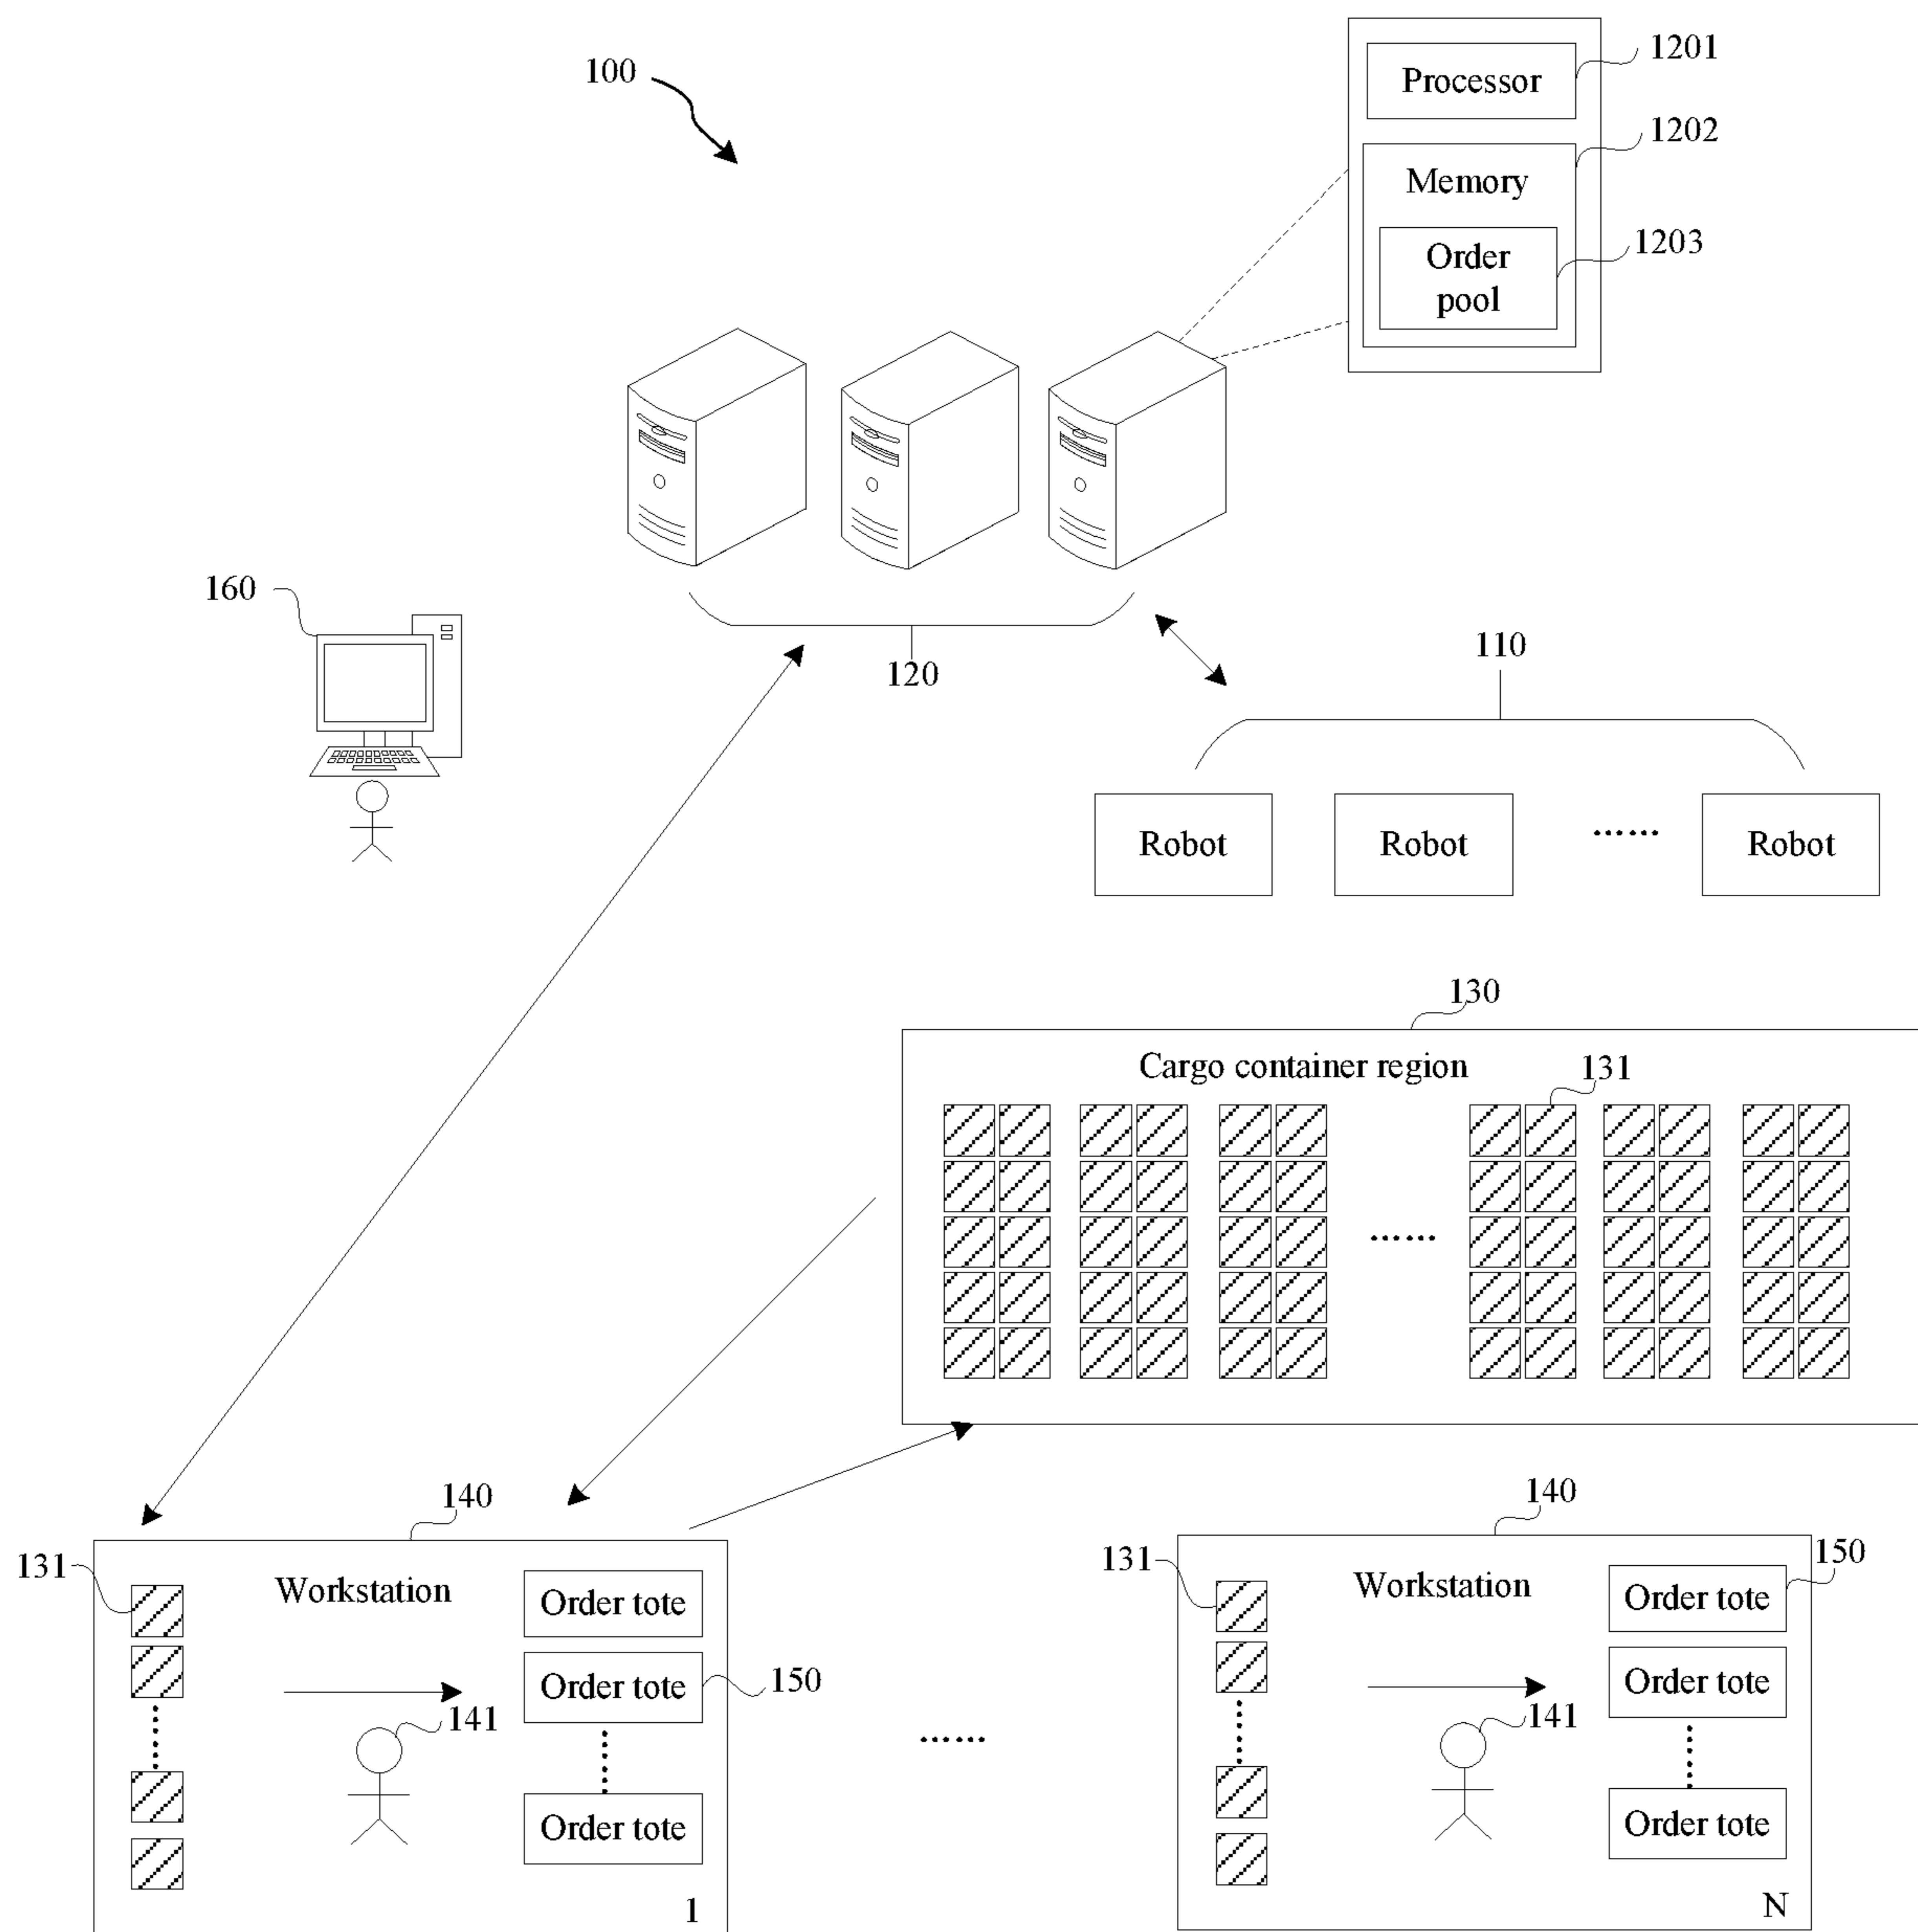 100
Processor
1201
Memory
1202
Order
pool
1203
160
120
110
Robot
Robot
......
Robot
130
Cargo container region
131
......
140
131
Workstation
Order tote
Order tote
150
141
Order tote
1
......
140
131
Workstation
Order tote
150
Order tote
141
Order tote
N